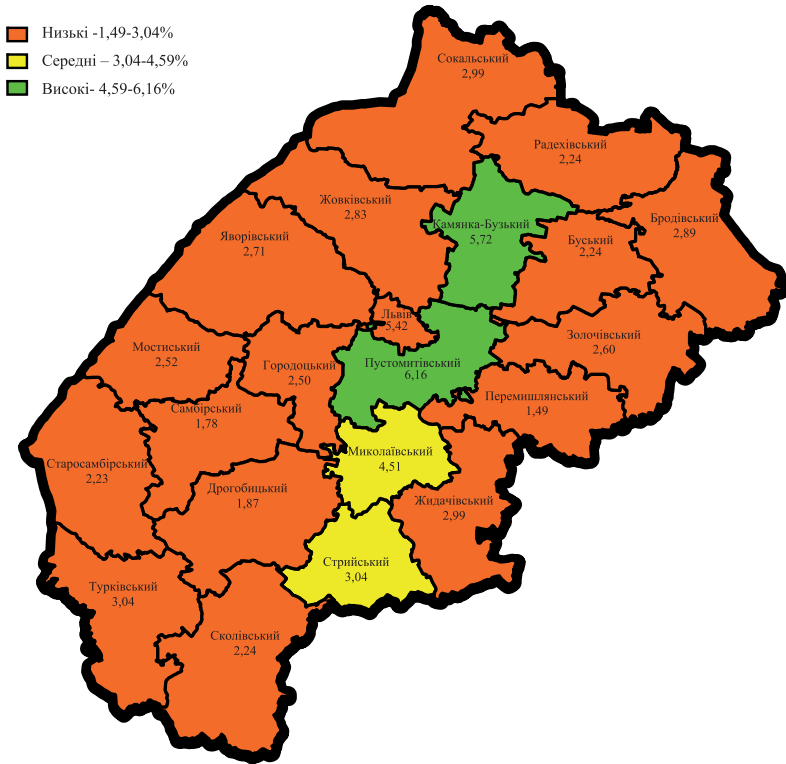 Низькі -1,49-3,04%
Середні – 3,04-4,59%
Високі- 4,59-6,16%
Сокальський
2,99
Радехівський
2,24
Жовківський
2,83
Бродівський
2,89
Камянка-Бузький
5,72
Буський
2,24
Яворівський
2,71
Львів
5,42
Золочівський
2,60
Мостиський
2,52
Городоцький
2,50
Пустомитівський
6,16
Перемишлянський
1,49
Самбірський
1,78
Миколаївський
4,51
Старосамбірський
2,23
Дрогобицький
1,87
Жидачівський
2,99
Стрийський
3,04
Турківський
3,04
Сколівський
2,24